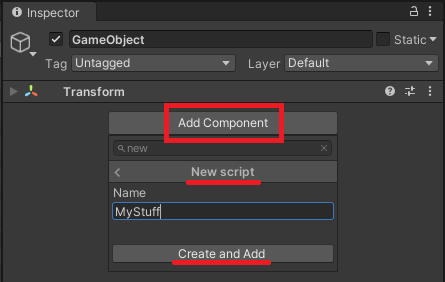 Inspector
GameObject
Static
Tag Untagged Layer Default
Transform
Add Component
new
New script
Name
MyStuff
Create and Add